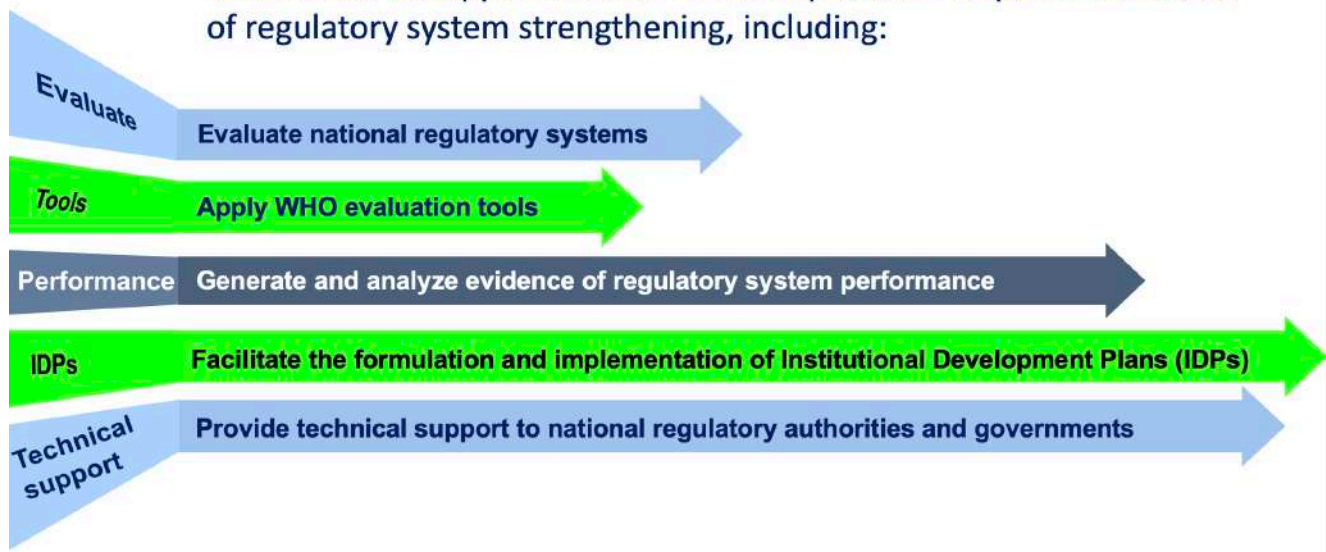 of regulatory system strengthening, including:
Evaluate
Evaluate national regulatory systems
Tools
Apply WHO evaluation tools
Performance
Generate and analyze evidence of regulatory system performance
IDPs
Facilitate the formulation and implementation of Institutional Development Plans (IDPs)
Technical
support
Provide technical support to national regulatory authorities and governments